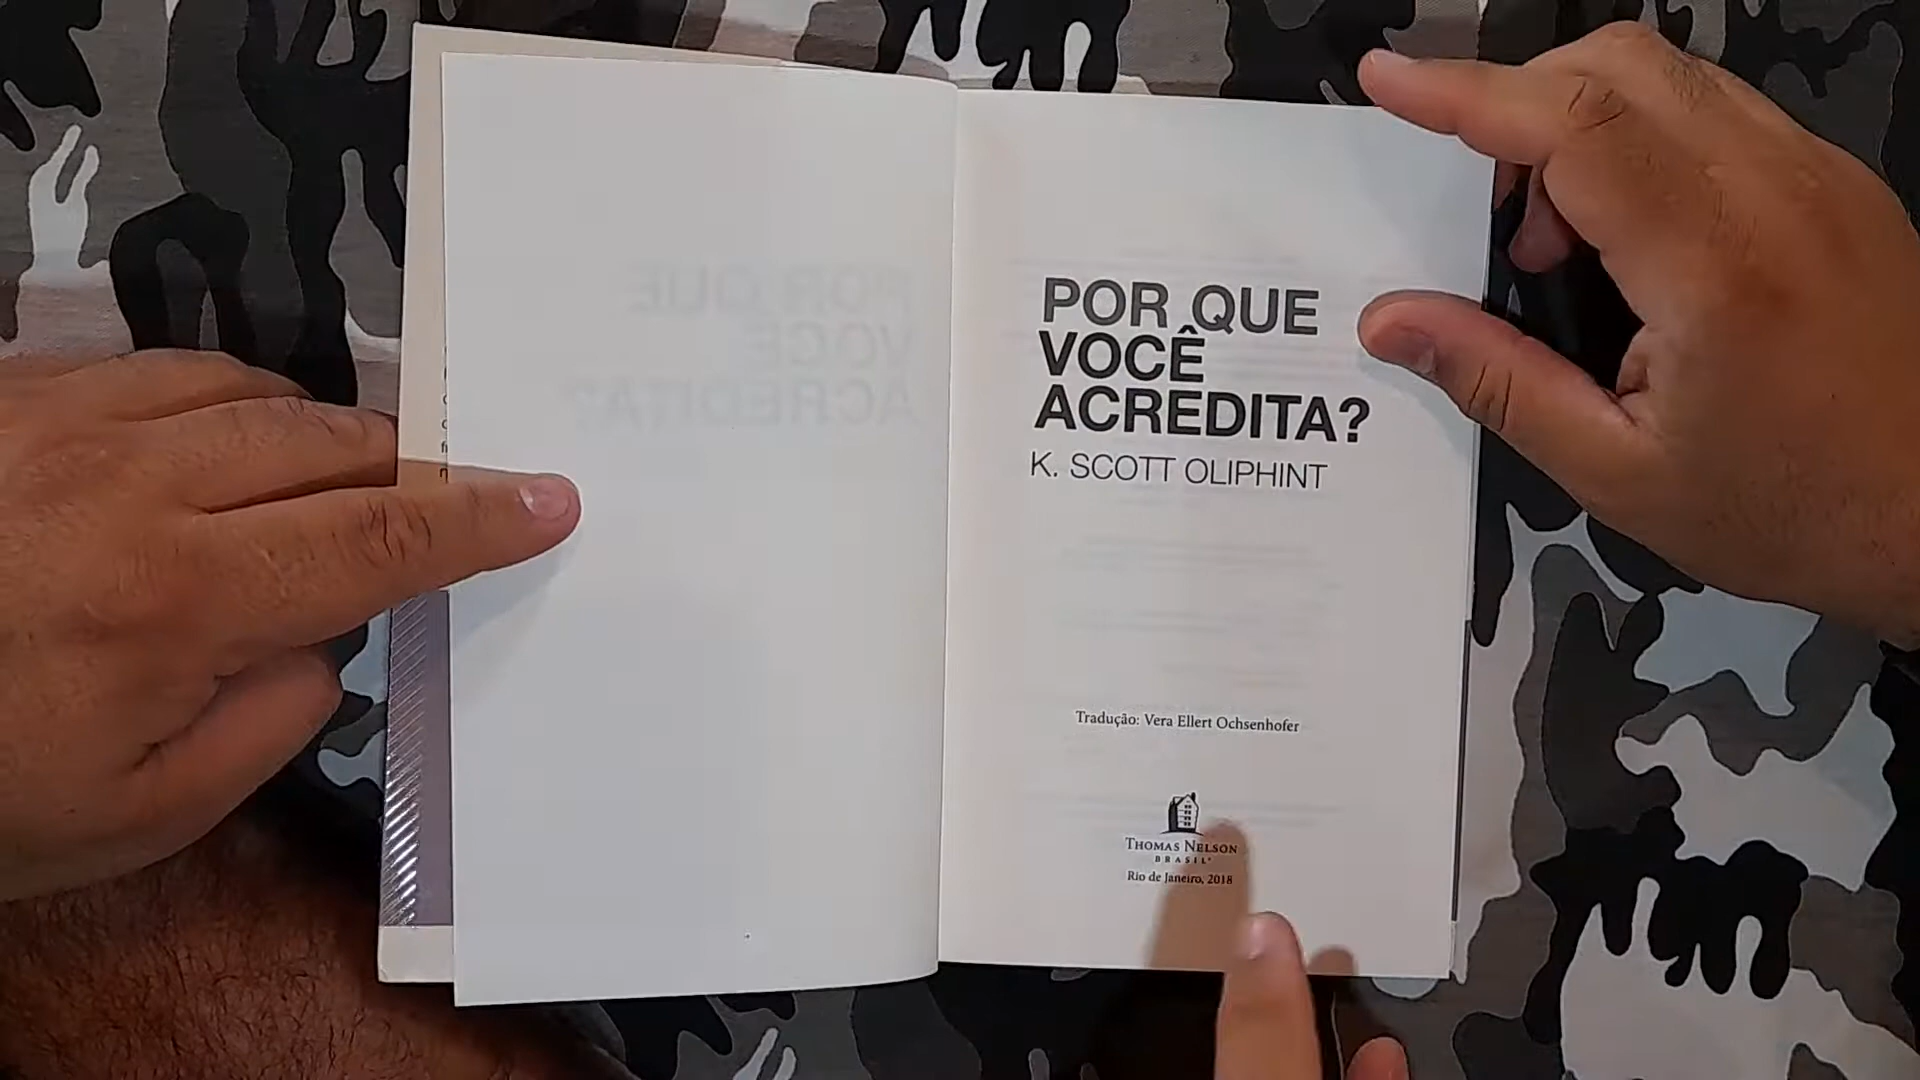 POR QUE
VOCÊ
ACREDITA?
K. SCOTT OLIPHINT
Tradução: Vera Ellert Ochsenhofer
THOMAS NELSON
BRASIL®
Rio de Janeiro, 2018